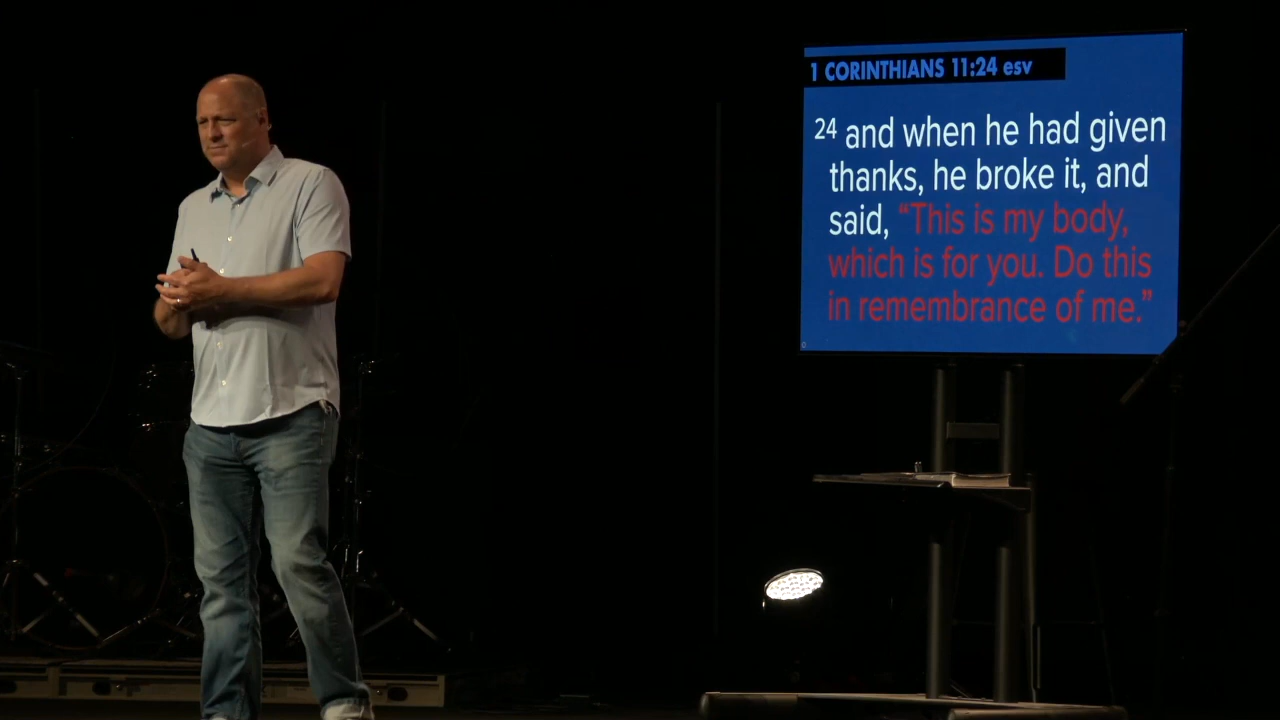 1 CORINTHIANS 11:24 esv
24 and when he had given
thanks, he broke it, and
said, “This is my body,
which is for you. Do this
in remembrance of me.”